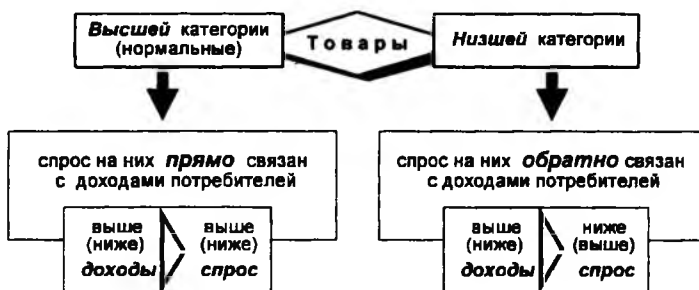 Высшей категории
(нормальные)
Товары
Низшей категории
спрос на них прямо связан
с доходами потребителей
выше выше
(ниже) (ниже)
доходы спрос
спрос на них обратно связан
с доходами потребителей
выше ниже
(ниже) (выше)
доходы спрос